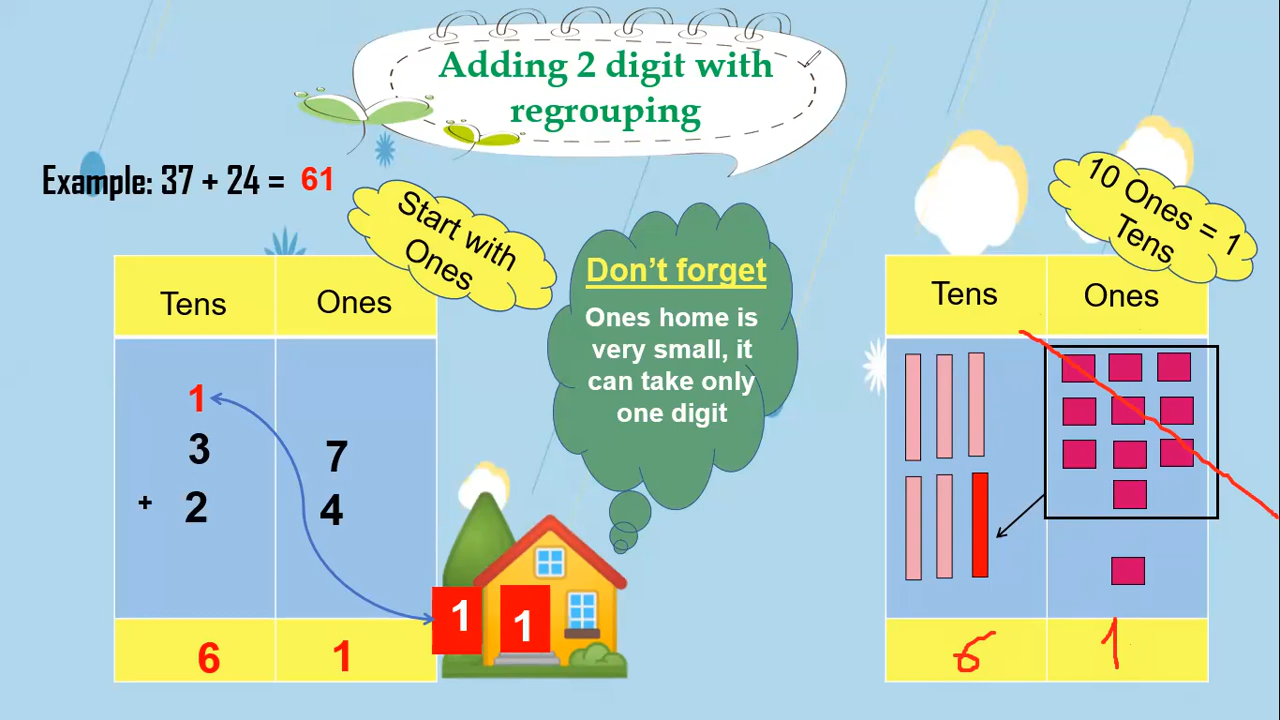 Adding 2 digit with
regrouping
Example: 37 + 24 = 61
Start with
Ones
10 Ones = 1
Tens
Don't forget
Ones home is
very small, it
can take only
one digit
Tens Ones
1
3 7
+ 2 4
6 1
1 1
Tens Ones
6 1